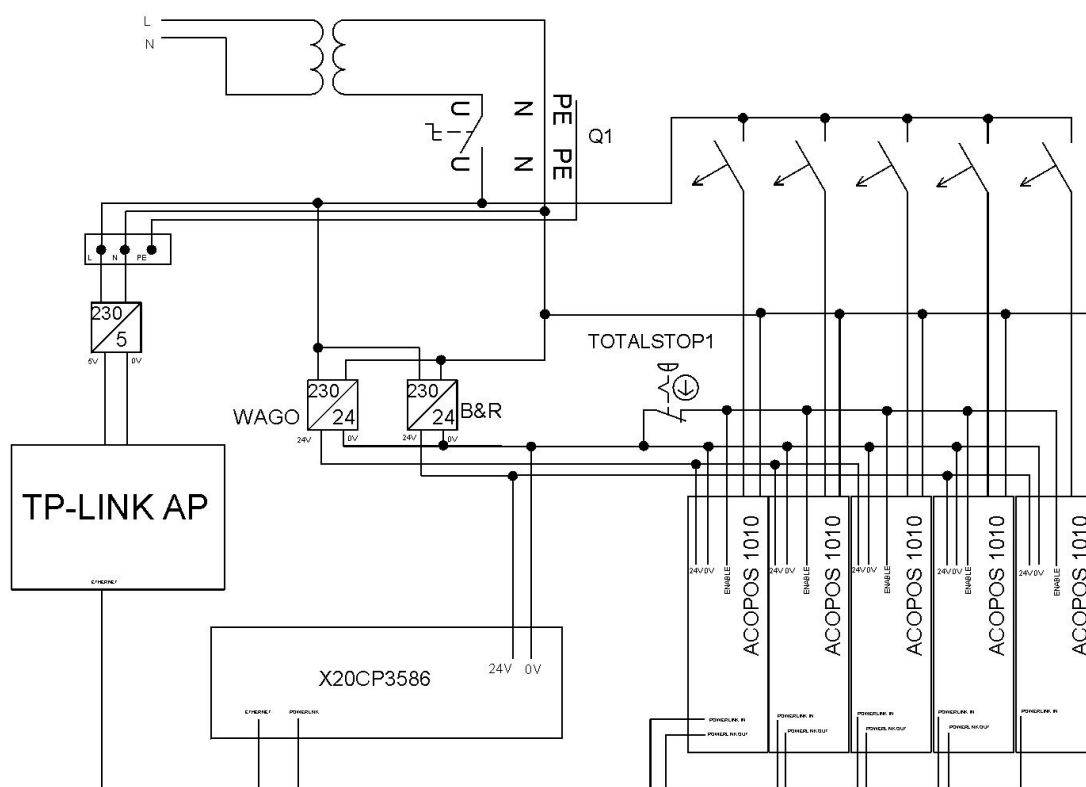 L
N
U N PE PE
Q1
U N
L N PE
230
5
5V 0V
TOTALSTOP1
WAGO
230
24
24V 0V
230
24
B&R
24V 0V
TP-LINK AP
ETHERNET
X20CP3586
24V 0V
ETHERNET POWERLINK
24V 0V ENABLE ACOPOS 1010
24V 0V ENABLE ACOPOS 1010
24V 0V ENABLE ACOPOS 1010
24V 0V ENABLE ACOPOS 1010
24V 0V ENABLE ACOPOS 1010
POWERLINK IN
POWERLINK OUT
POWERLINK IN
POWERLINK OUT
POWERLINK IN
POWERLINK OUT
POWERLINK IN
POWERLINK OUT
POWERLINK IN